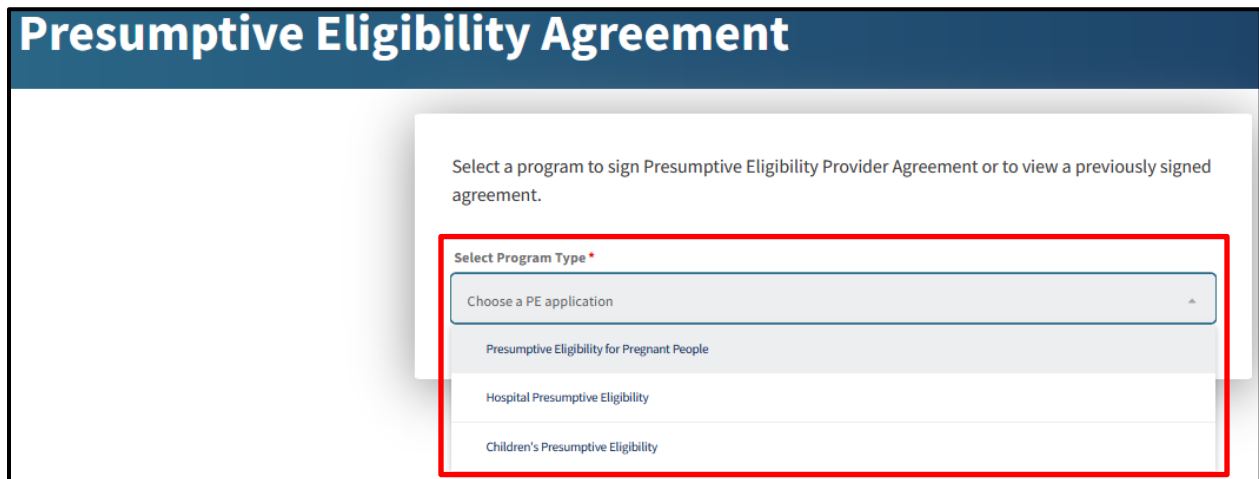 Presumptive Eligibility Agreement
Select a program to sign Presumptive Eligibility Provider Agreement or to view a previously signed
agreement.
Select Program Type *
Choose a PE application
Presumptive Eligibility for Pregnant People
Hospital Presumptive Eligibility
Children's Presumptive Eligibility